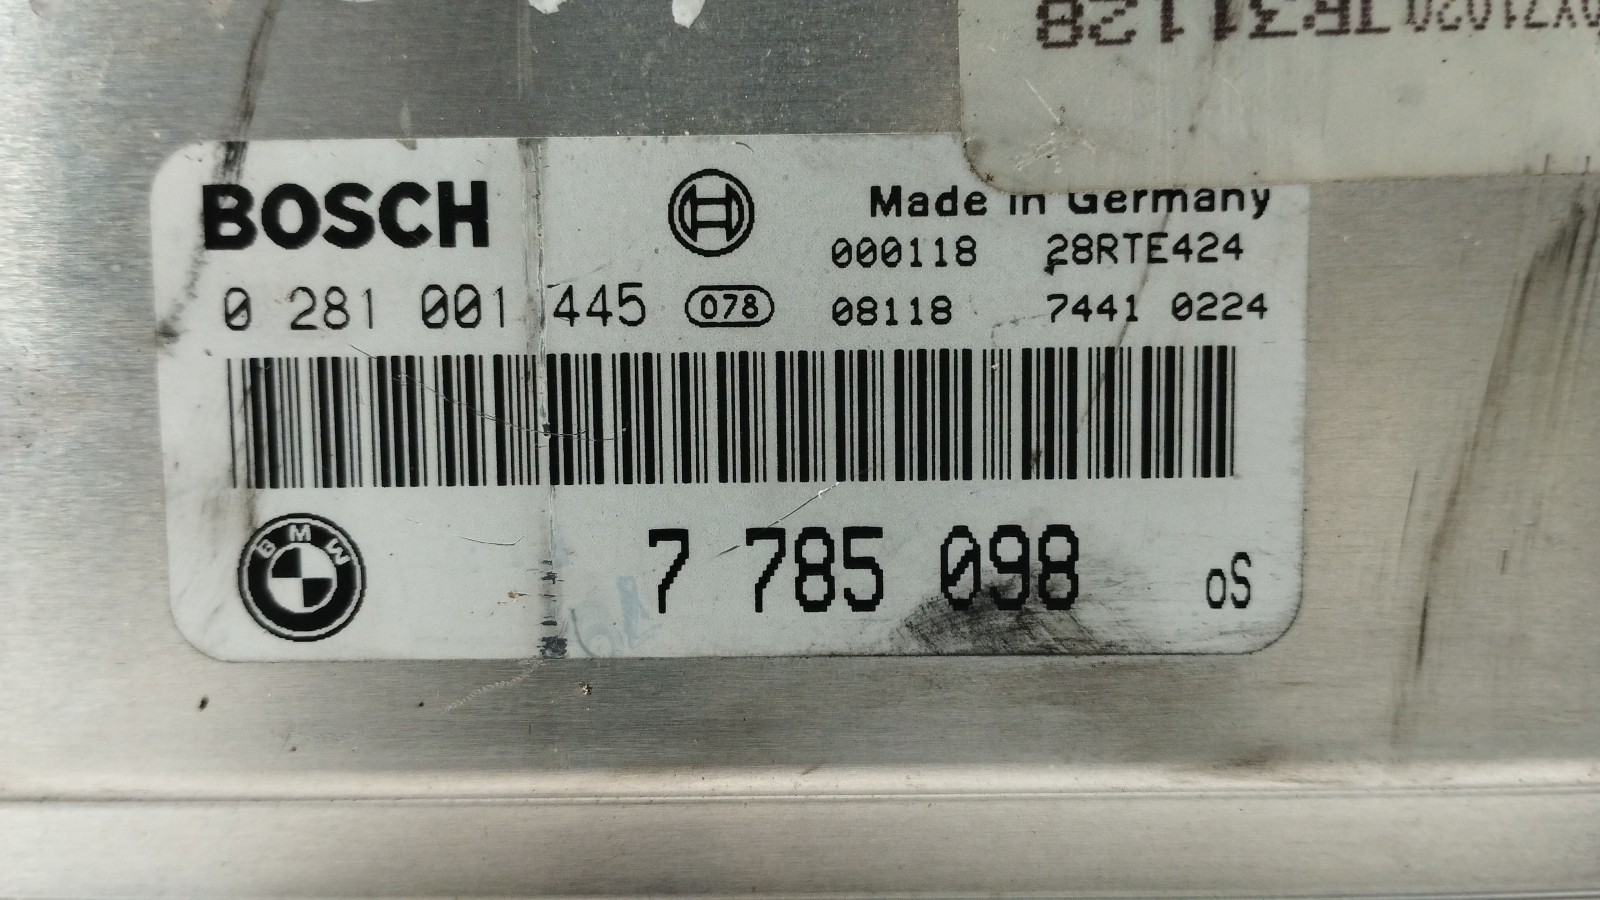 BOSCH
Made in Germany
000118 28RTE424
0 281 001 445 078 08118 7441 0224
BMW
7 785 098 oS